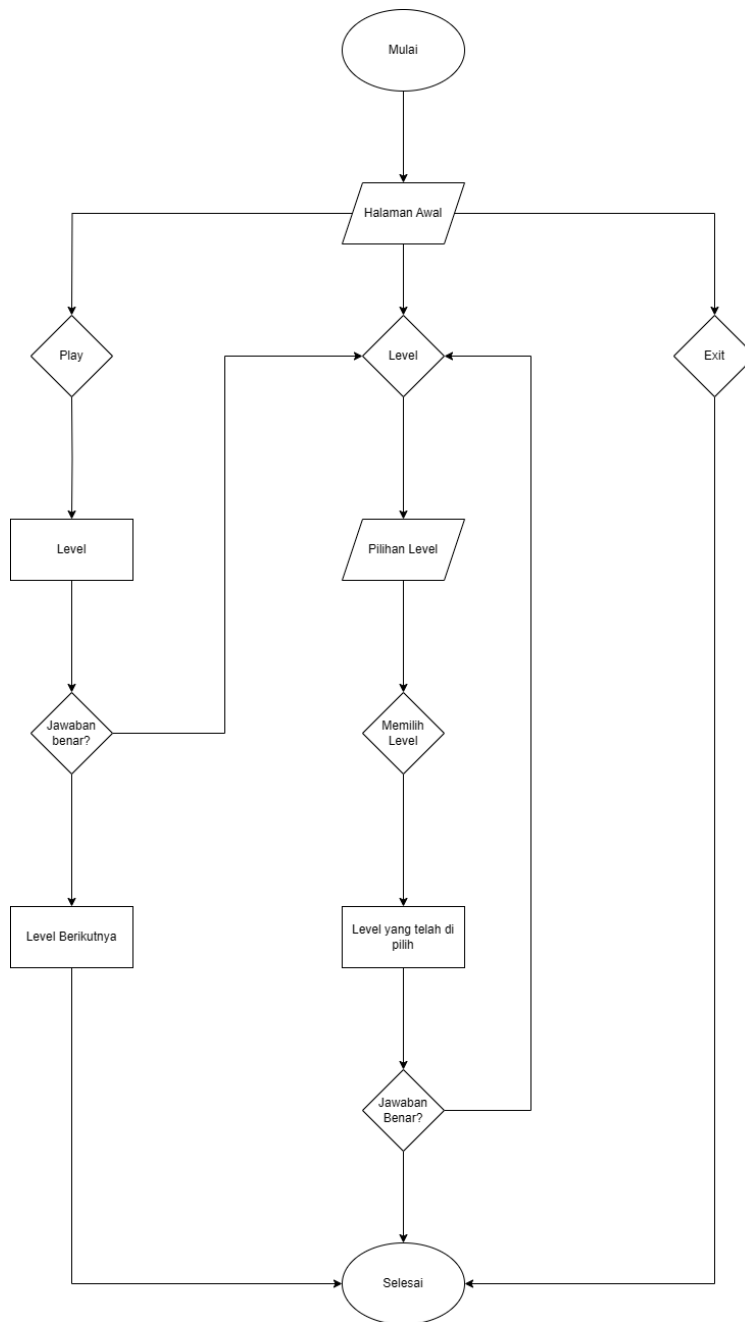 Mulai
Halaman Awal
Play
Level
Exit
Level
Pilihan Level
Jawaban
benar?
Memilih
Level
Level Berikutnya
Level yang telah di
pilih
Jawaban
Benar?
Selesai